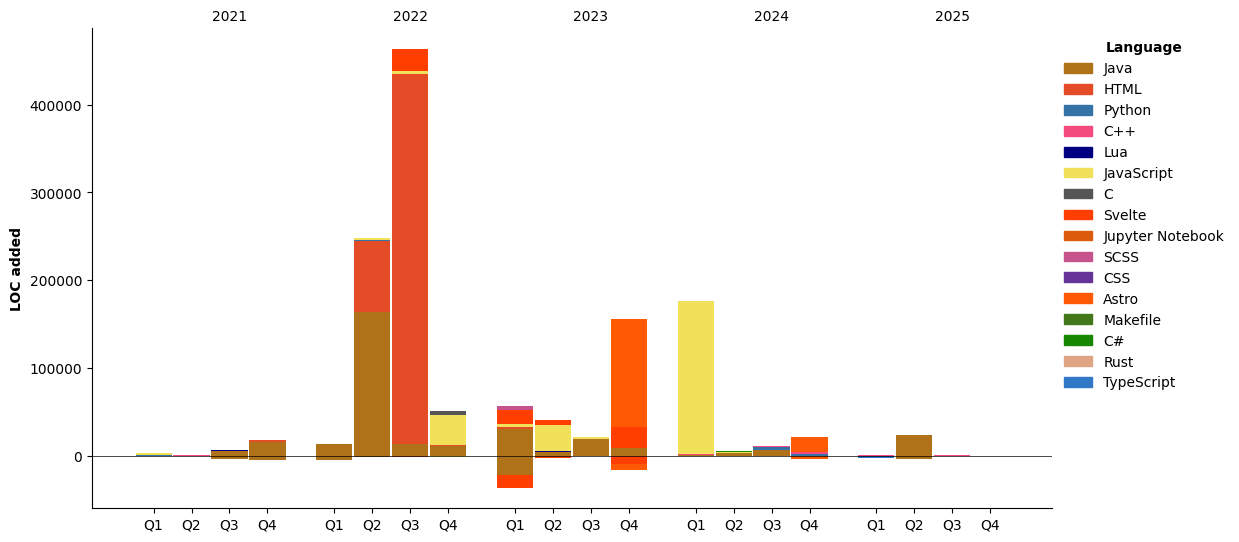 2021 2022 2023 2024 2025
LOC added
400000
300000
200000
100000
0
Q1 Q2 Q3 Q4 Q1 Q2 Q3 Q4 Q1 Q2 Q3 Q4 Q1 Q2 Q3 Q4 Q1 Q2 Q3 Q4
Language
Java
HTML
Python
C++
Lua
JavaScript
C
Svelte
Jupyter Notebook
SCSS
CSS
Astro
Makefile
C#
Rust
TypeScript